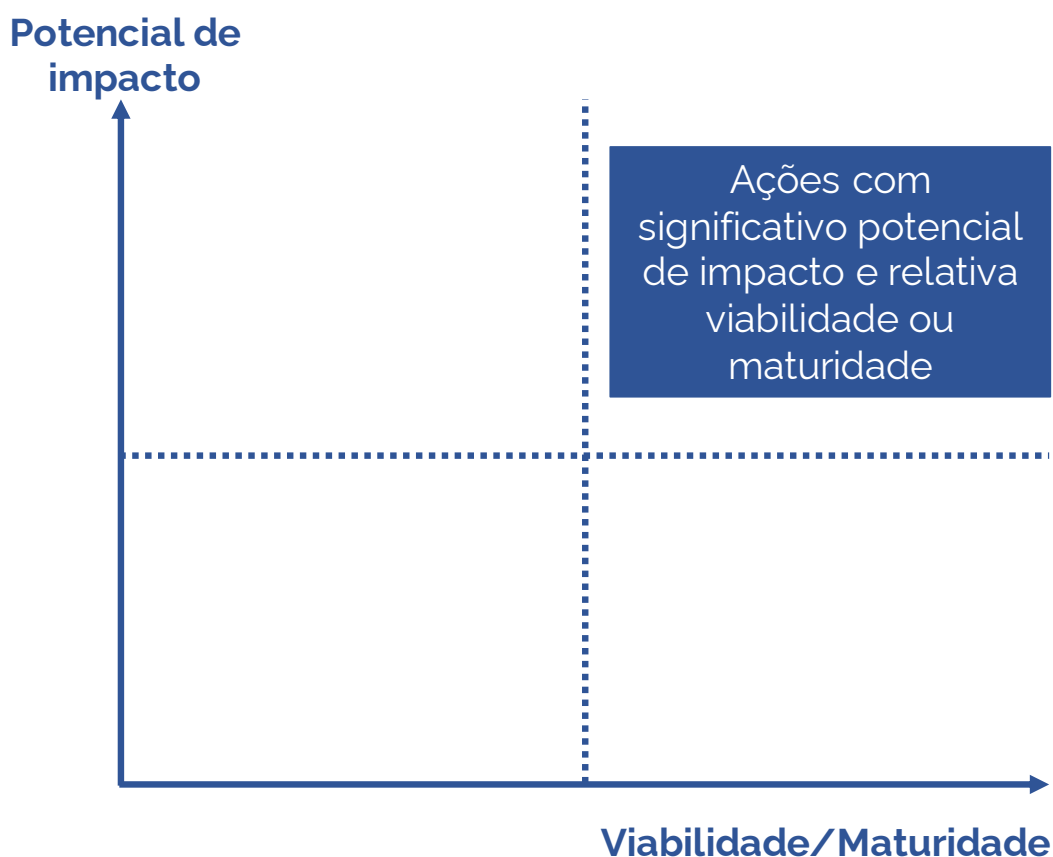 Potencial de
impacto
Ações com
significativo potencial
de impacto e relativa
viabilidade ou
maturidade
Viabilidade/Maturidade